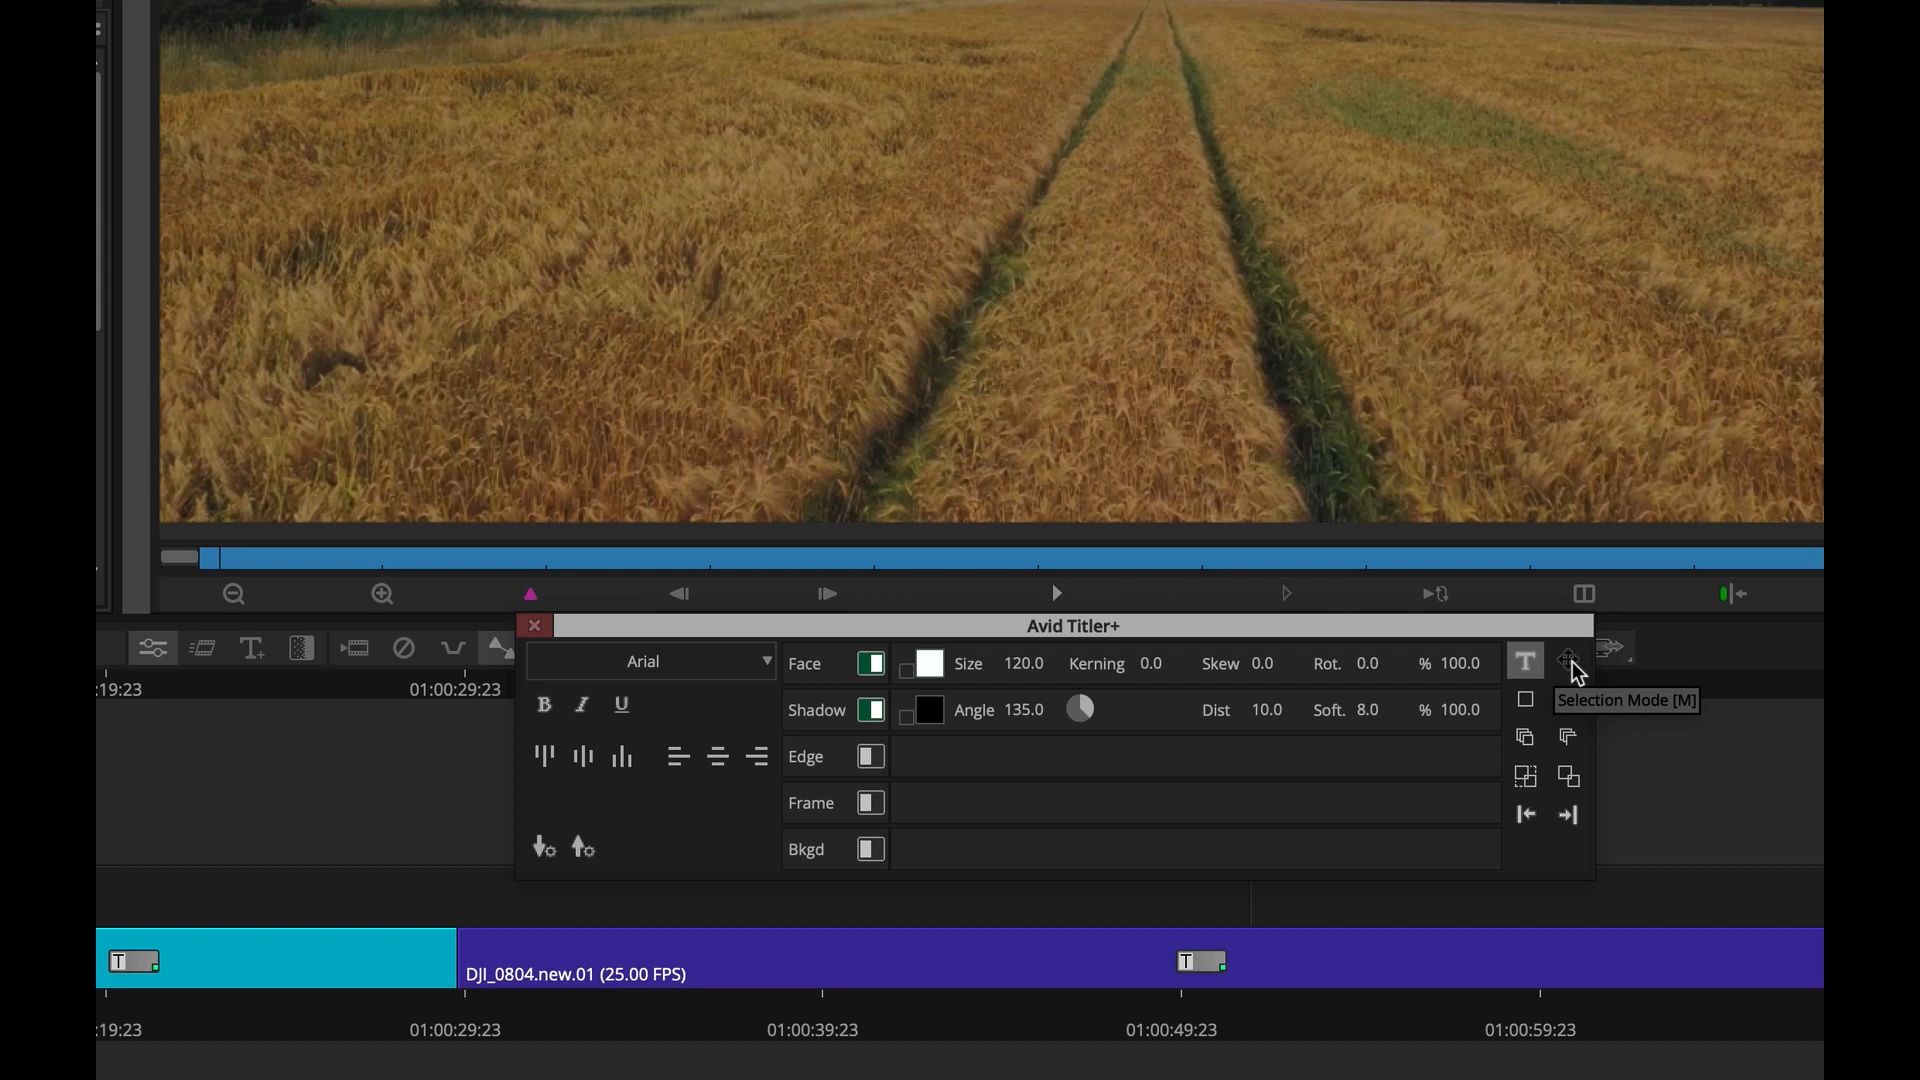 :19:23
01:00:29:23
Avid Titler+
Arial
B I U
Face
Size 120.0 Kerning 0.0 Skew 0.0 Rot. 0.0 % 100.0
T
Selection Mode [M]
Shadow
Angle 135.0 Dist 10.0 Soft. 8.0 % 100.0
Edge
Frame
Bkgd
T
DJI_0804.new.01 (25.00 FPS)
T
:19:23
01:00:29:23
01:00:39:23
01:00:49:23
01:00:59:23